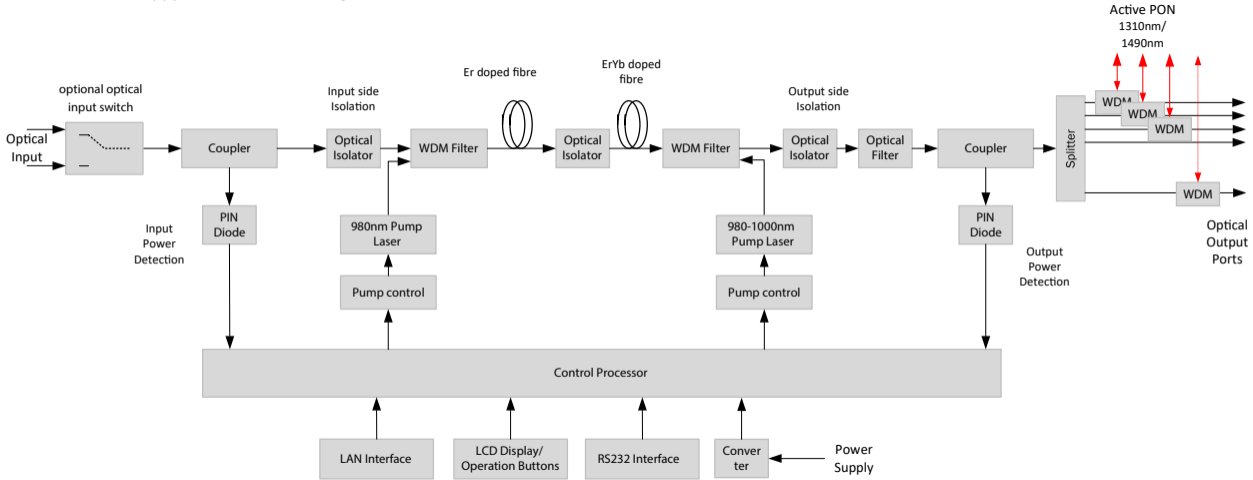 Active PON
1310nm/
1490nm
optional optical
input switch
Optical
Input
Coupler
Input side
Isolation
Optical
Isolator
WDM Filter
Er doped fibre
Optical
Isolator
ErYb doped
fibre
WDM Filter
Output side
Isolation
Optical
Isolator
Optical
Filter
Coupler
Splitter
WDM
WDM
WDM
WDM
Optical
Output
Ports
PIN
Diode
Input
Power
Detection
980nm Pump
Laser
Pump control
980-1000nm
Pump Laser
Pump control
PIN
Diode
Output
Power
Detection
Control Processor
LAN Interface
LCD Display/
Operation Buttons
RS232 Interface
Conver
ter
Power
Supply